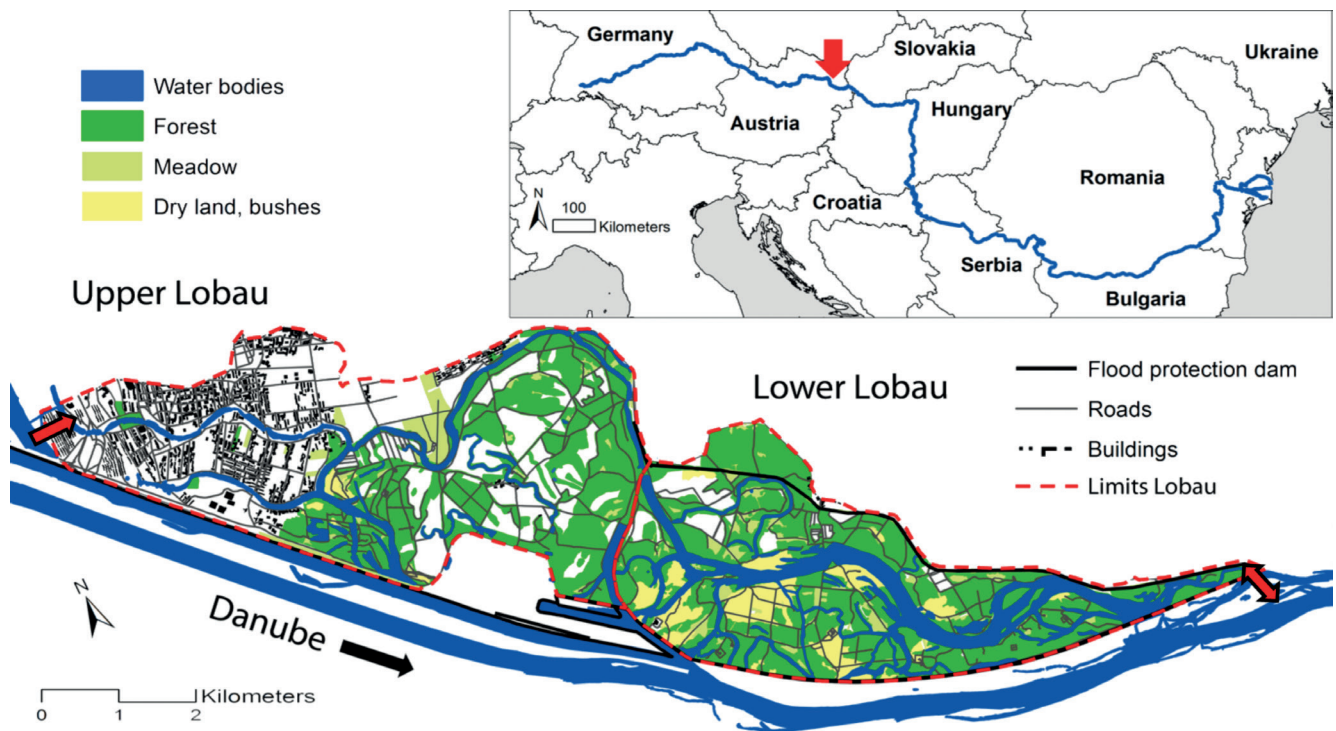 Water bodies
Forest
Meadow
Dry land, bushes
Germany
Slovakia
Ukraine
Hungary
Austria
Romania
Croatia
N
100
Kilometers
Serbia
Bulgaria
Upper Lobau
Lower Lobau
Flood protection dam
Roads
Buildings
Limits Lobau
N
Danube
Kilometers
0 1 2